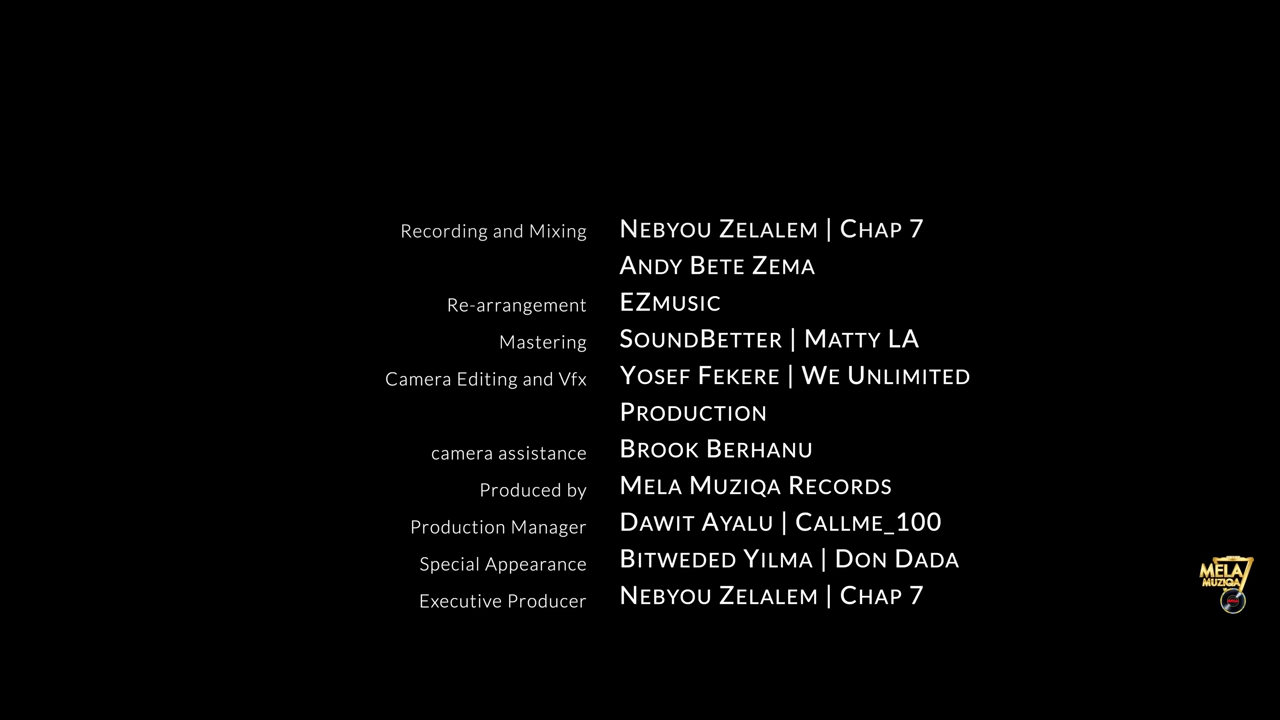 Recording and Mixing NEBYOU ZELALEM | CHAP 7
ANDY BETE ZEMA
Re-arrangement EZMUSIC
Mastering SOUNDBETTER | MATTY LA
Camera Editing and Vfx YOSEF FEKERE | WE UNLIMITED
PRODUCTION
camera assistance BROOK BERHANU
Produced by MELA MUZIQA RECORDS
Production Manager DAWIT AYALU | CALLME_100
Special Appearance BITWEDED YILMA | DON DADA
Executive Producer NEBYOU ZELALEM | CHAP 7
MELA
MUZIQA